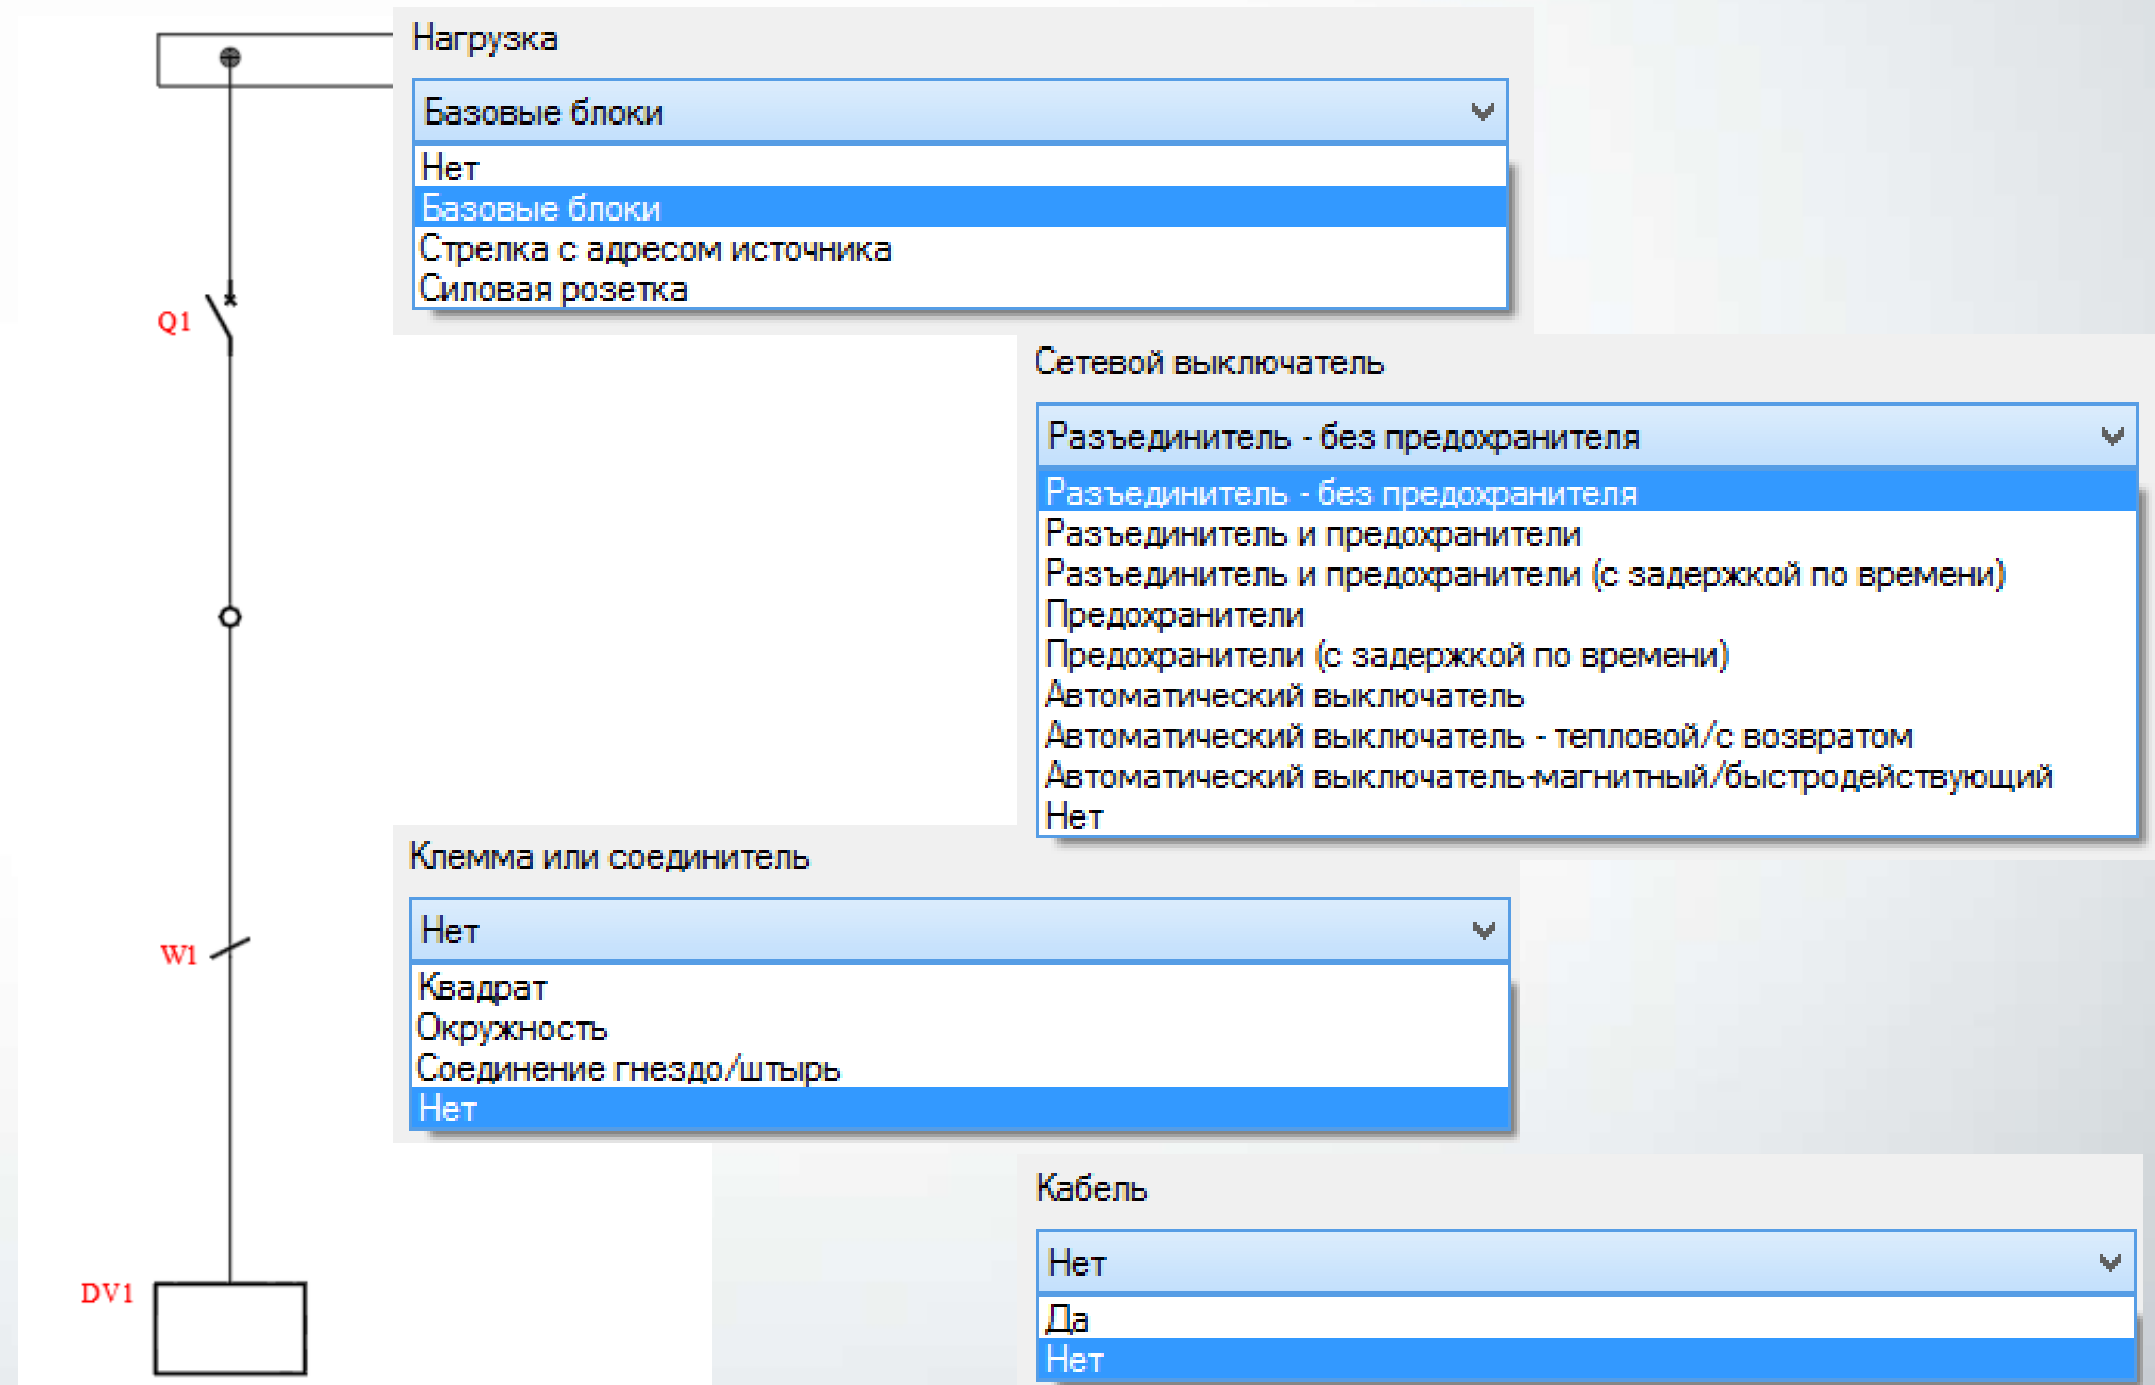 Нагрузка
Базовые блоки
Нет
Базовые блоки
Стрелка с адресом источника
Силовая розетка
Q1
Сетевой выключатель
Разъединитель - без предохранителя
Разъединитель - без предохранителя
Разъединитель и предохранители
Разъединитель и предохранители (с задержкой по времени)
Предохранители
Предохранители (с задержкой по времени)
Автоматический выключатель
Автоматический выключатель - тепловой/с возвратом
Автоматический выключатель-магнитный/быстродействующий
Нет
Клемма или соединитель
Нет
Квадрат
Окружность
Соединение гнездо/штырь
Нет
W1
Кабель
Нет
Да
Нет
DV1